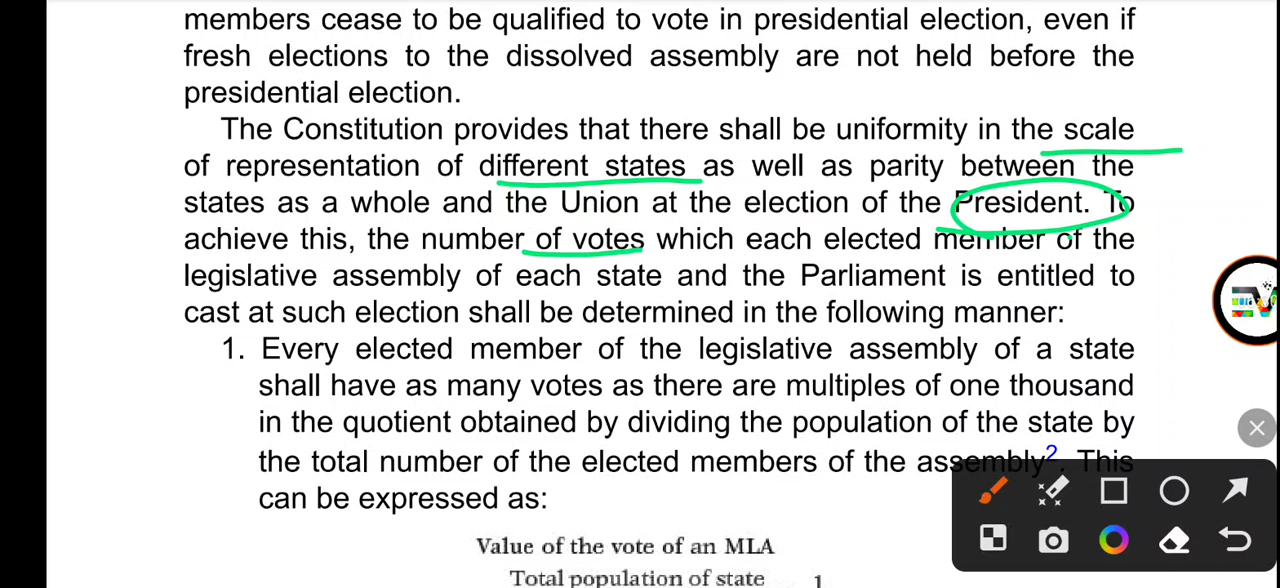 members cease to be qualified to vote in presidential election, even if
fresh elections to the dissolved assembly are not held before the
presidential election.
The Constitution provides that there shall be uniformity in the scale
of representation of different states as well as parity between the
states as a whole and the Union at the election of the President. To
achieve this, the number of votes which each elected member of the
legislative assembly of each state and the Parliament is entitled to
cast at such election shall be determined in the following manner:
1. Every elected member of the legislative assembly of a state
shall have as many votes as there are multiples of one thousand
in the quotient obtained by dividing the population of the state by
the total number of the elected members of the assembly2. This
can be expressed as:
Value of the vote of an MLA
Total population of state 1